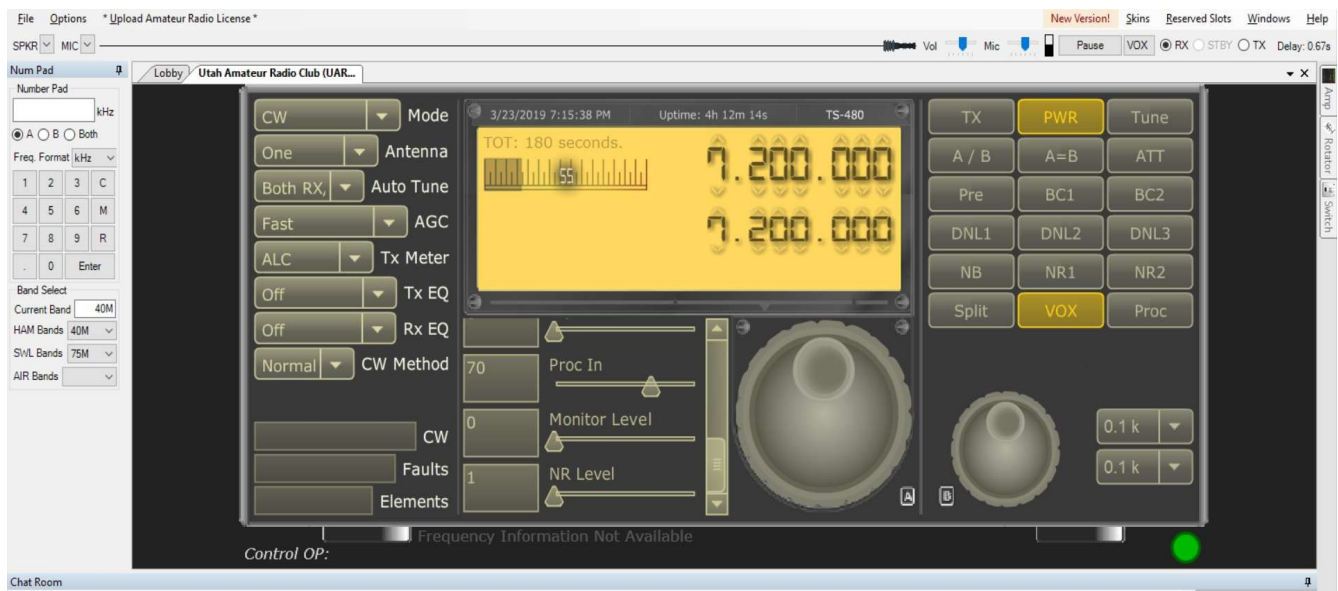 File Options * Upload Amateur Radio License * New Version! Skins Reserved Slots Windows Help
SPKR MIC Vol Mic Pause VOX RX STBY TX Delay: 0.67s
Num Pad
Lobby Utah Amateur Radio Club (UAR...
Number Pad
kHz
A B Both
Freq. Format kHz
1 2 3 C
4 5 6 M
7 8 9 R
. 0 Enter
Band Select
Current Band 40M
HAM Bands 40M
SWL Bands 75M
AIR Bands
CW Mode
One Antenna
Both RX, Auto Tune
Fast AGC
ALC Tx Meter
Off Tx EQ
Off Rx EQ
Normal CW Method
CW
Faults
Elements
3/23/2019 7:15:38 PM Uptime: 4h 12m 14s TS-480
TOT: 180 seconds.
S5
7.200.000
7.200.000
70 Proc In
0 Monitor Level
1 NR Level
A
B
TX PWR Tune
A / B A=B ATT
Pre BC1 BC2
DNL1 DNL2 DNL3
NB NR1 NR2
Split VOX Proc
0.1 k
0.1 k
Amp
Rotator
Switch
Frequency Information Not Available
Control OP:
Chat Room